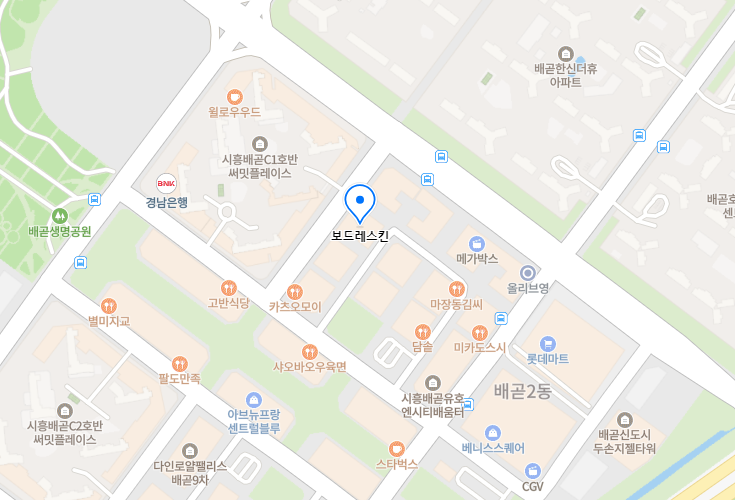 배곧한신더휴
아파트
윌로우우드
시흥배곧C1호반
써밋플레이스
BNK
경남은행
배곧생명공원
보드레스킨
메가박스
올리브영
고반식당
카츠오모이
마장동김씨
별미지교
담솥
미카도스시
롯데마트
샤오바오우육면
팔도만족
시흥배곧유호
엔시티배움터
배곧2동
아브뉴프랑
센트럴블루
시흥배곧C2호반
써밋플레이스
베니스스퀘어
배곧신도시
두손지젤타워
다인로얄팰리스
배곧9차
스타벅스
CGV